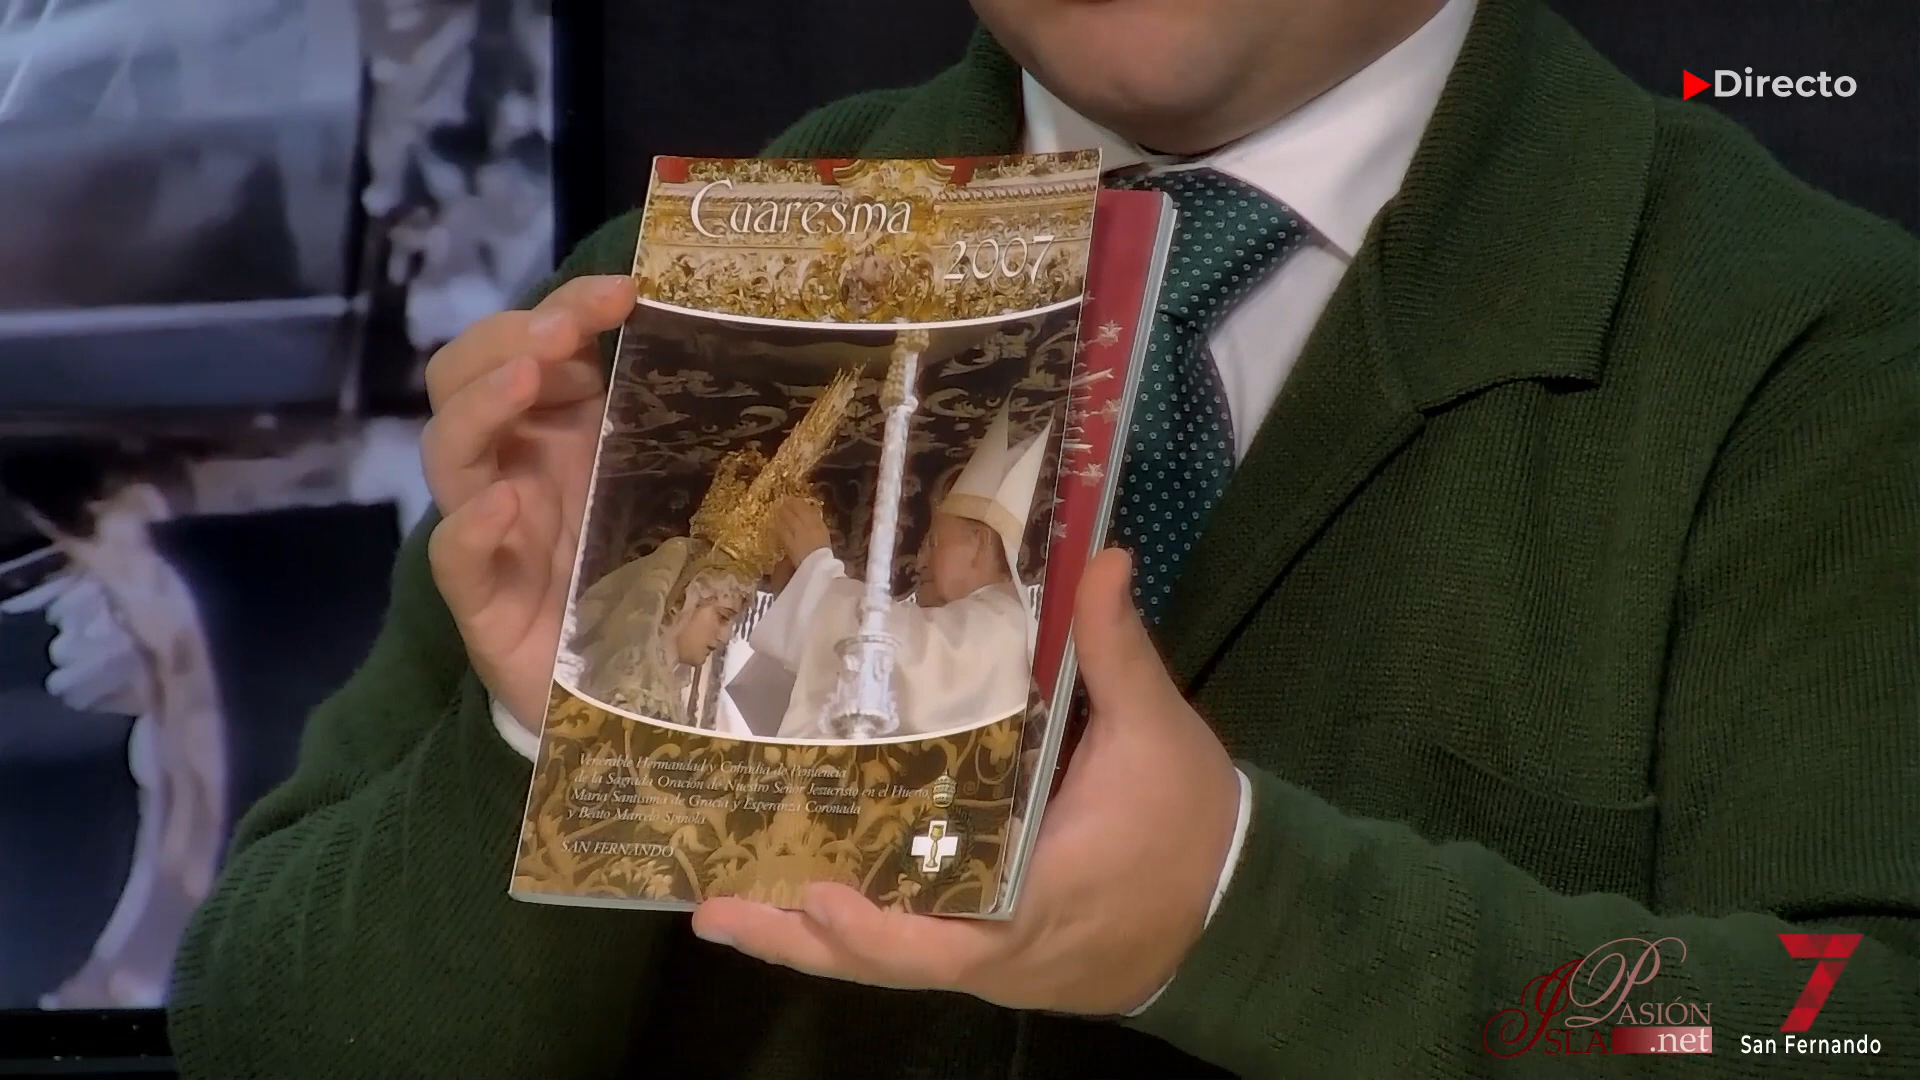 Directo
Cuaresma
2007
Venerable Hermandad y Cofradía de Penitencia
de la Sagrada Oración de Nuestro Señor Jesucristo en el Huerto,
María Santísima de Gracia y Esperanza Coronada
y Beato Marcelo Spínola
SAN FERNANDO
PASIÓN
ISLA.net
7
San Fernando